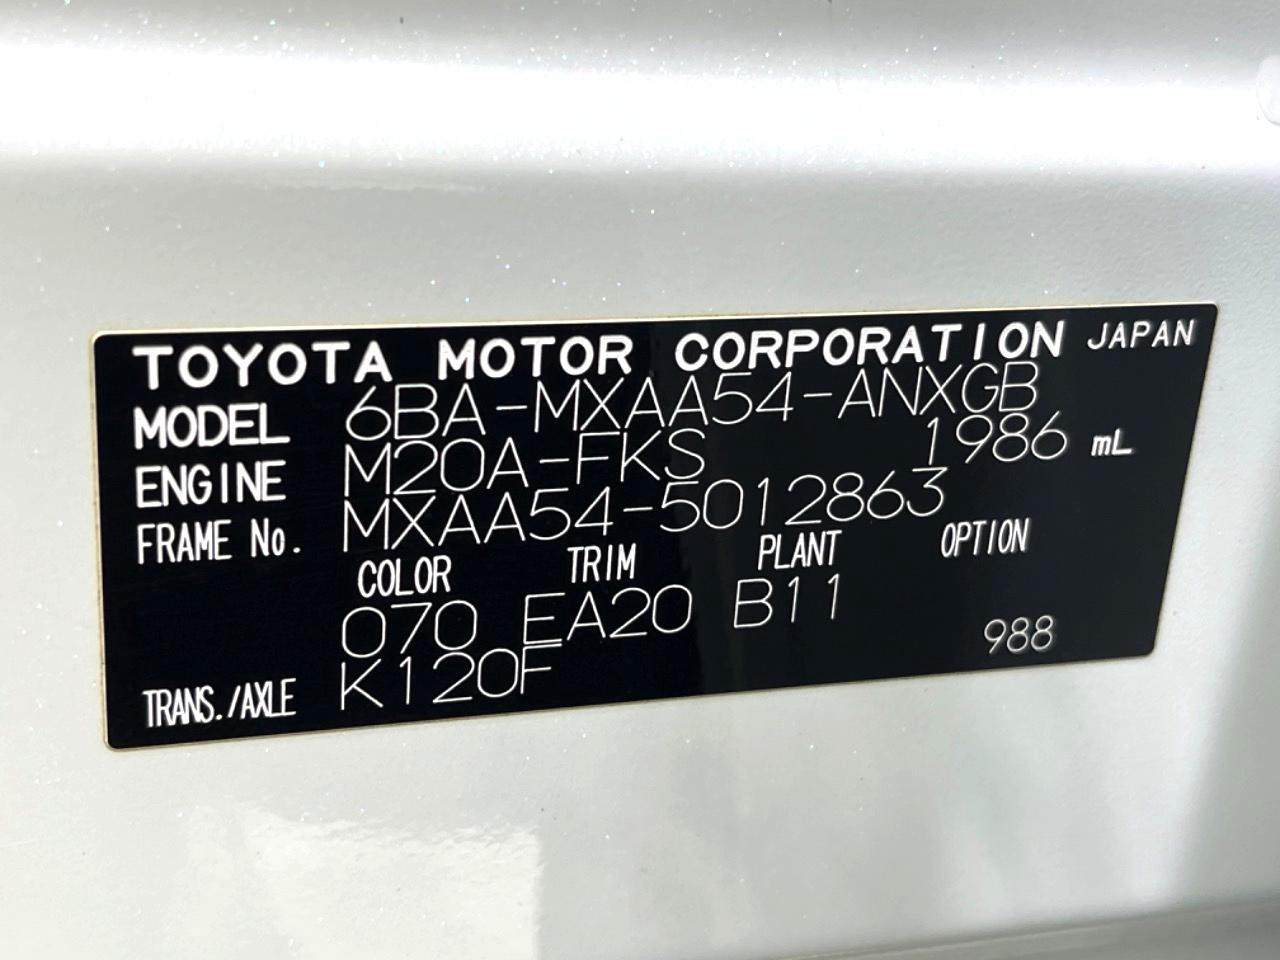 TOYOTA MOTOR CORPORATION JAPAN
MODEL 6BA-MXAA54-ANXGB
ENGINE M20A-FKS 1986 mL
FRAME No. MXAA54-5012863
COLOR TRIM PLANT OPTION
070 EA20 B11
TRANS./AXLE K120F 988